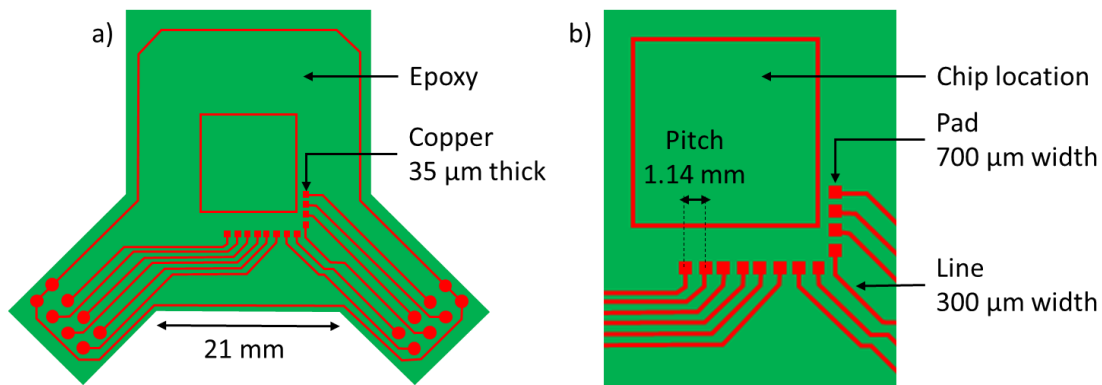 a)
Epoxy
Copper
35 µm thick
21 mm
b)
Chip location
Pitch
1.14 mm
Pad
700 µm width
Line
300 µm width